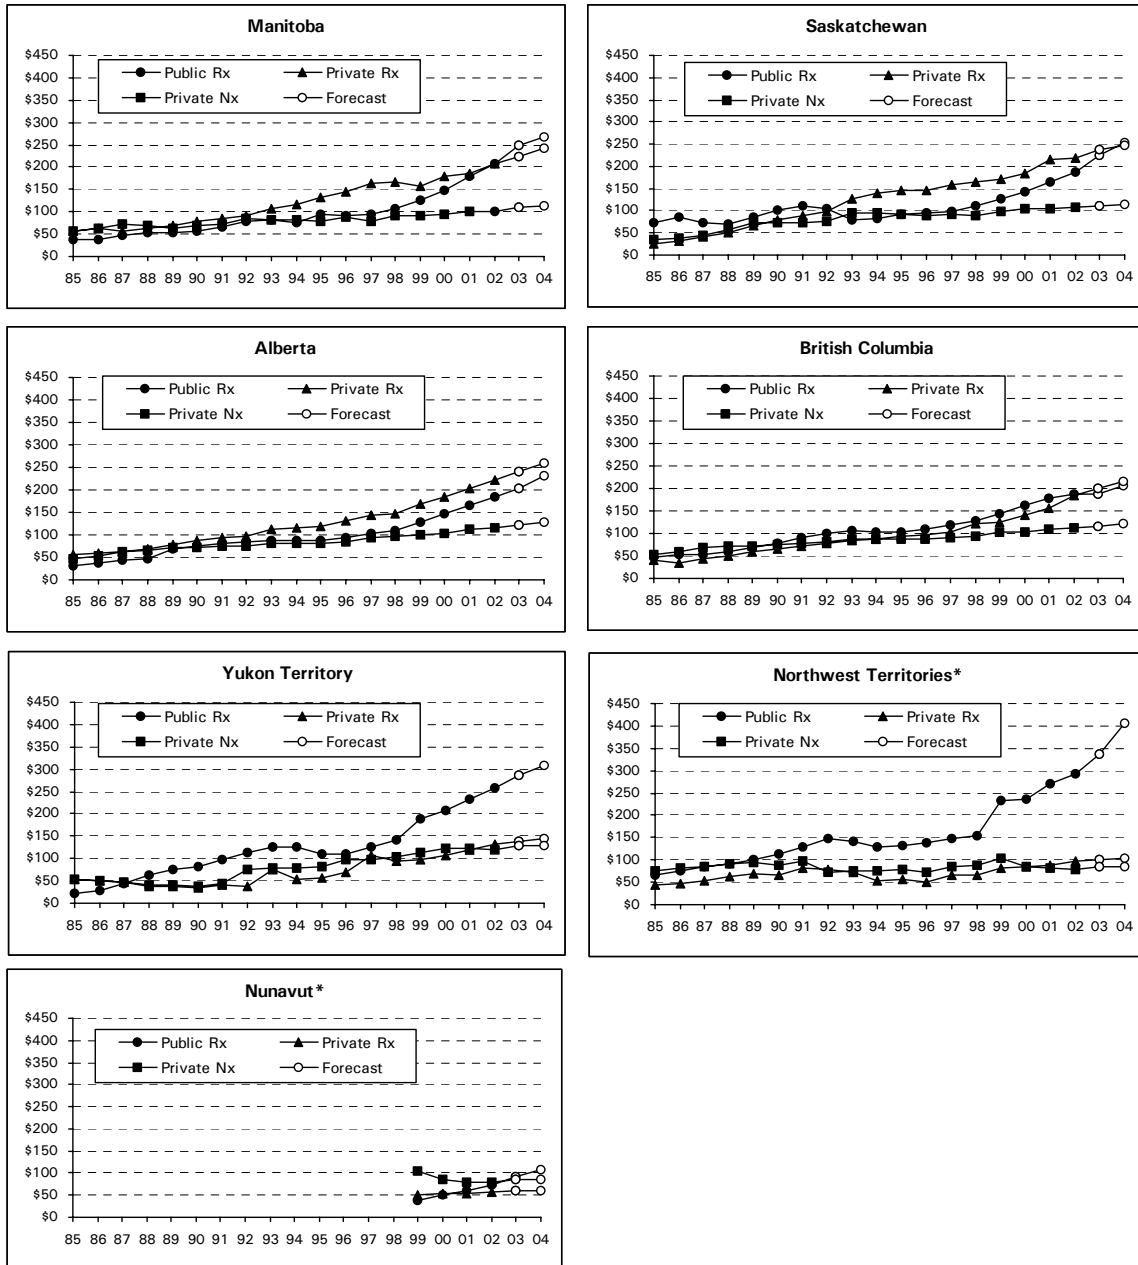 Manitoba
$450
$400
$350
$300
$250
$200
$150
$100
$50
$0
Public Rx Private Rx
Private Nx Forecast
85 86 87 88 89 90 91 92 93 94 95 96 97 98 99 00 01 02 03 04
Saskatchewan
$450
$400
$350
$300
$250
$200
$150
$100
$50
$0
Public Rx Private Rx
Private Nx Forecast
85 86 87 88 89 90 91 92 93 94 95 96 97 98 99 00 01 02 03 04
Alberta
$450
$400
$350
$300
$250
$200
$150
$100
$50
$0
Public Rx Private Rx
Private Nx Forecast
85 86 87 88 89 90 91 92 93 94 95 96 97 98 99 00 01 02 03 04
British Columbia
$450
$400
$350
$300
$250
$200
$150
$100
$50
$0
Public Rx Private Rx
Private Nx Forecast
85 86 87 88 89 90 91 92 93 94 95 96 97 98 99 00 01 02 03 04
Yukon Territory
$450
$400
$350
$300
$250
$200
$150
$100
$50
$0
Public Rx Private Rx
Private Nx Forecast
85 86 87 88 89 90 91 92 93 94 95 96 97 98 99 00 01 02 03 04
Northwest Territories*
$450
$400
$350
$300
$250
$200
$150
$100
$50
$0
Public Rx Private Rx
Private Nx Forecast
85 86 87 88 89 90 91 92 93 94 95 96 97 98 99 00 01 02 03 04
Nunavut*
$450
$400
$350
$300
$250
$200
$150
$100
$50
$0
Public Rx Private Rx
Private Nx Forecast
85 86 87 88 89 90 91 92 93 94 95 96 97 98 99 00 01 02 03 04